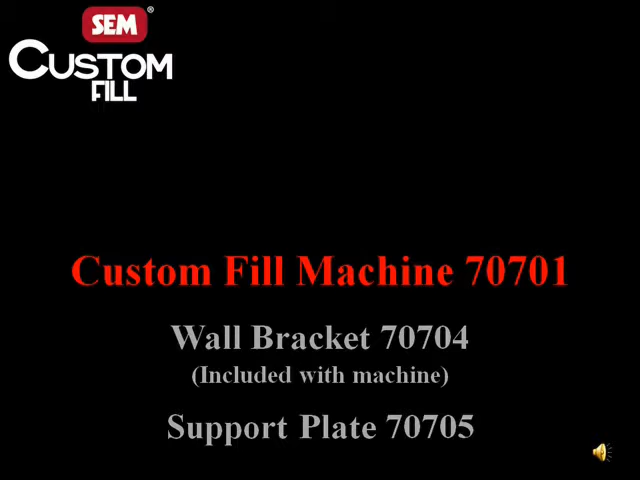 SEM®
CUSTOM
FILL
Custom Fill Machine 70701
Wall Bracket 70704
(Included with machine)
Support Plate 70705